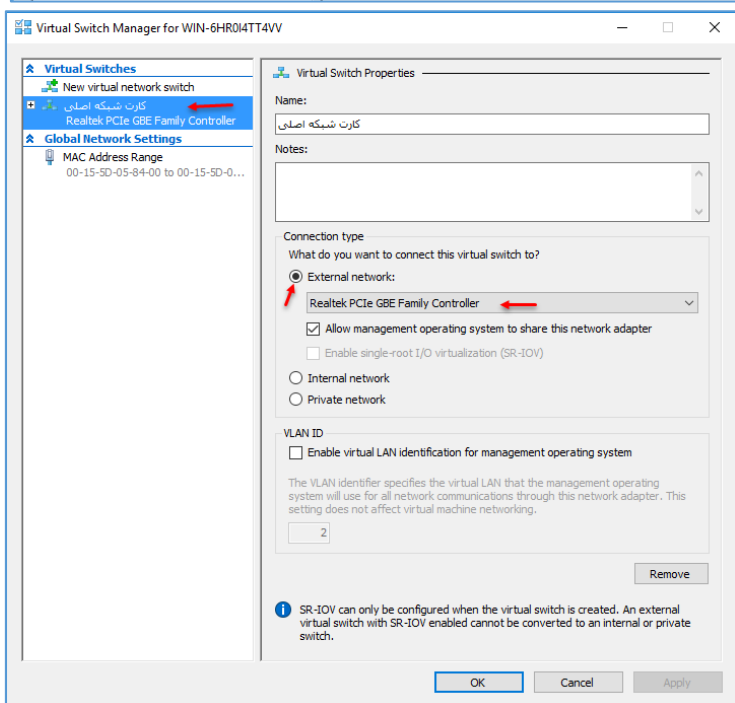 Virtual Switch Manager for WIN-6HR0I4TT4VV
Virtual Switches
New virtual network switch
کارت شبکه اصلی
Realtek PCIe GBE Family Controller
Global Network Settings
MAC Address Range
00-15-5D-05-84-00 to 00-15-5D-0...
Virtual Switch Properties
Name:
کارت شبکه اصلی
Notes:
Connection type
What do you want to connect this virtual switch to?
External network:
Realtek PCIe GBE Family Controller
Allow management operating system to share this network adapter
Enable single-root I/O virtualization (SR-IOV)
Internal network
Private network
VLAN ID
Enable virtual LAN identification for management operating system
The VLAN identifier specifies the virtual LAN that the management operating
system will use for all network communications through this network adapter. This
setting does not affect virtual machine networking.
2
Remove
SR-IOV can only be configured when the virtual switch is created. An external
virtual switch with SR-IOV enabled cannot be converted to an internal or private
switch.
OK
Cancel
Apply